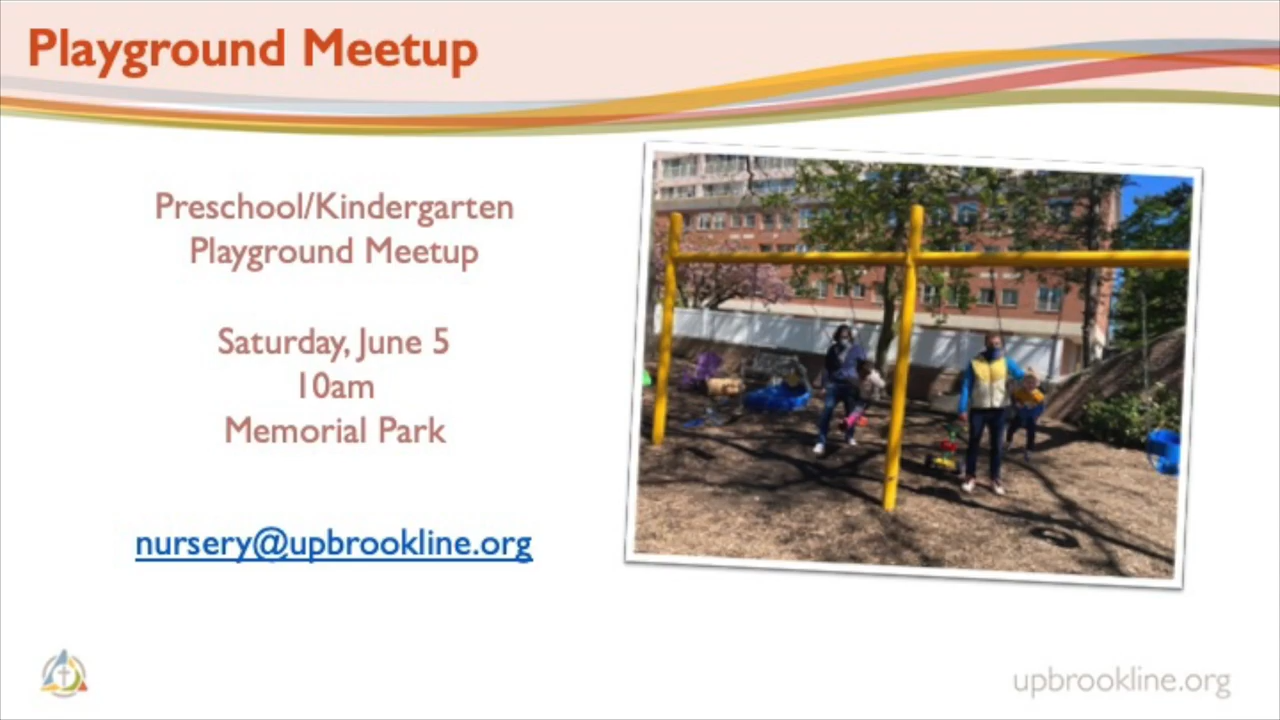 Playground Meetup
Preschool/Kindergarten
Playground Meetup
Saturday, June 5
10am
Memorial Park
nursery@upbrookline.org
upbrookline.org